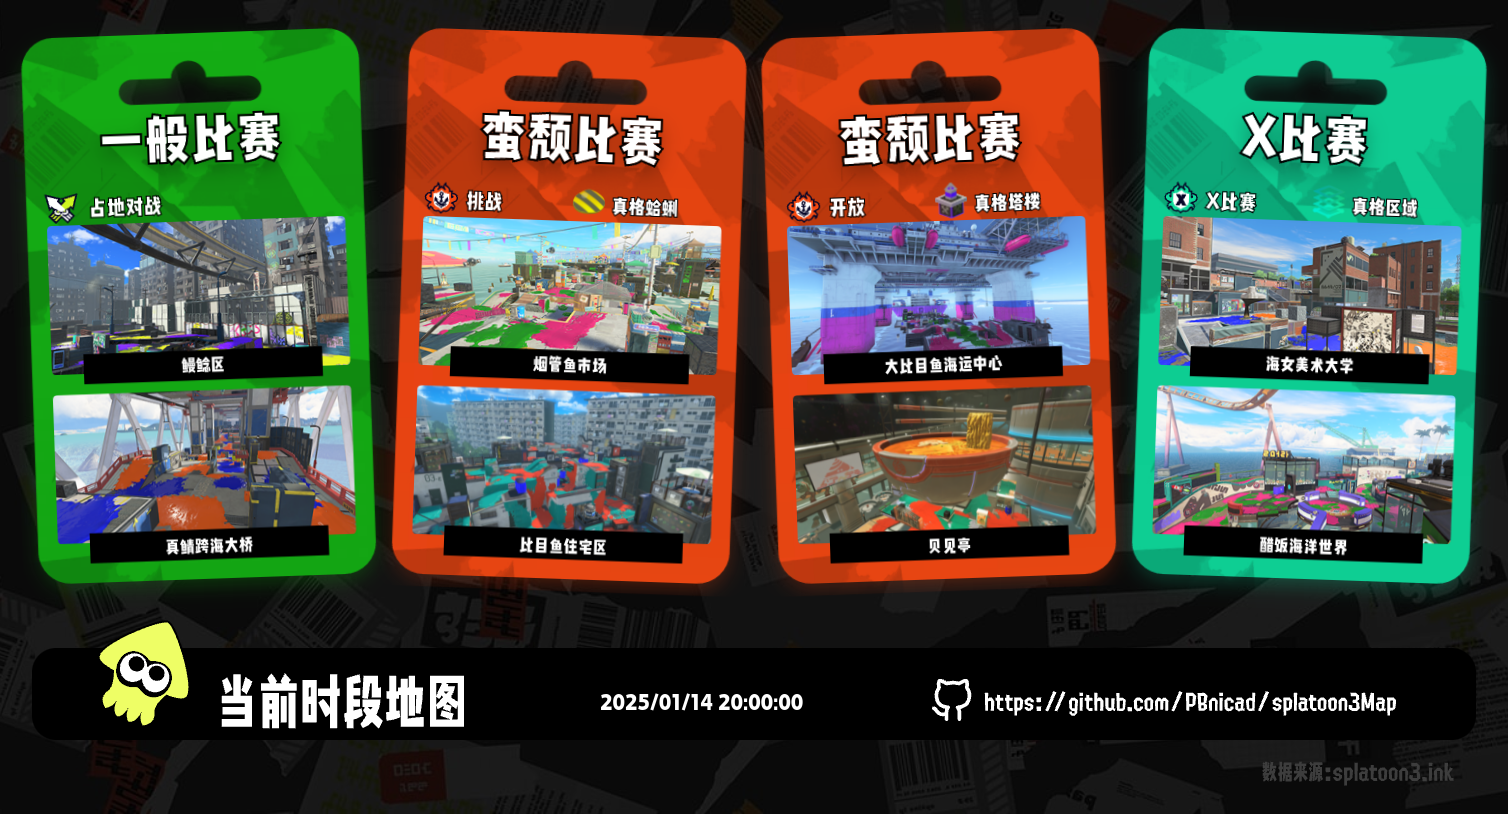 一般比赛
占地对战
鳗鲶区
真鲭跨海大桥
蛮颓比赛
挑战
真格蛤蜊
烟管鱼市场
比目鱼住宅区
蛮颓比赛
开放
真格塔楼
大比目鱼海运中心
贝见亭
X比赛
X比赛
真格区域
海女美术大学
醋饭海洋世界
当前时段地图
2025/01/14 20:00:00
https://github.com/PBnicad/splatoon3Map
数据来源:splatoon3.ink